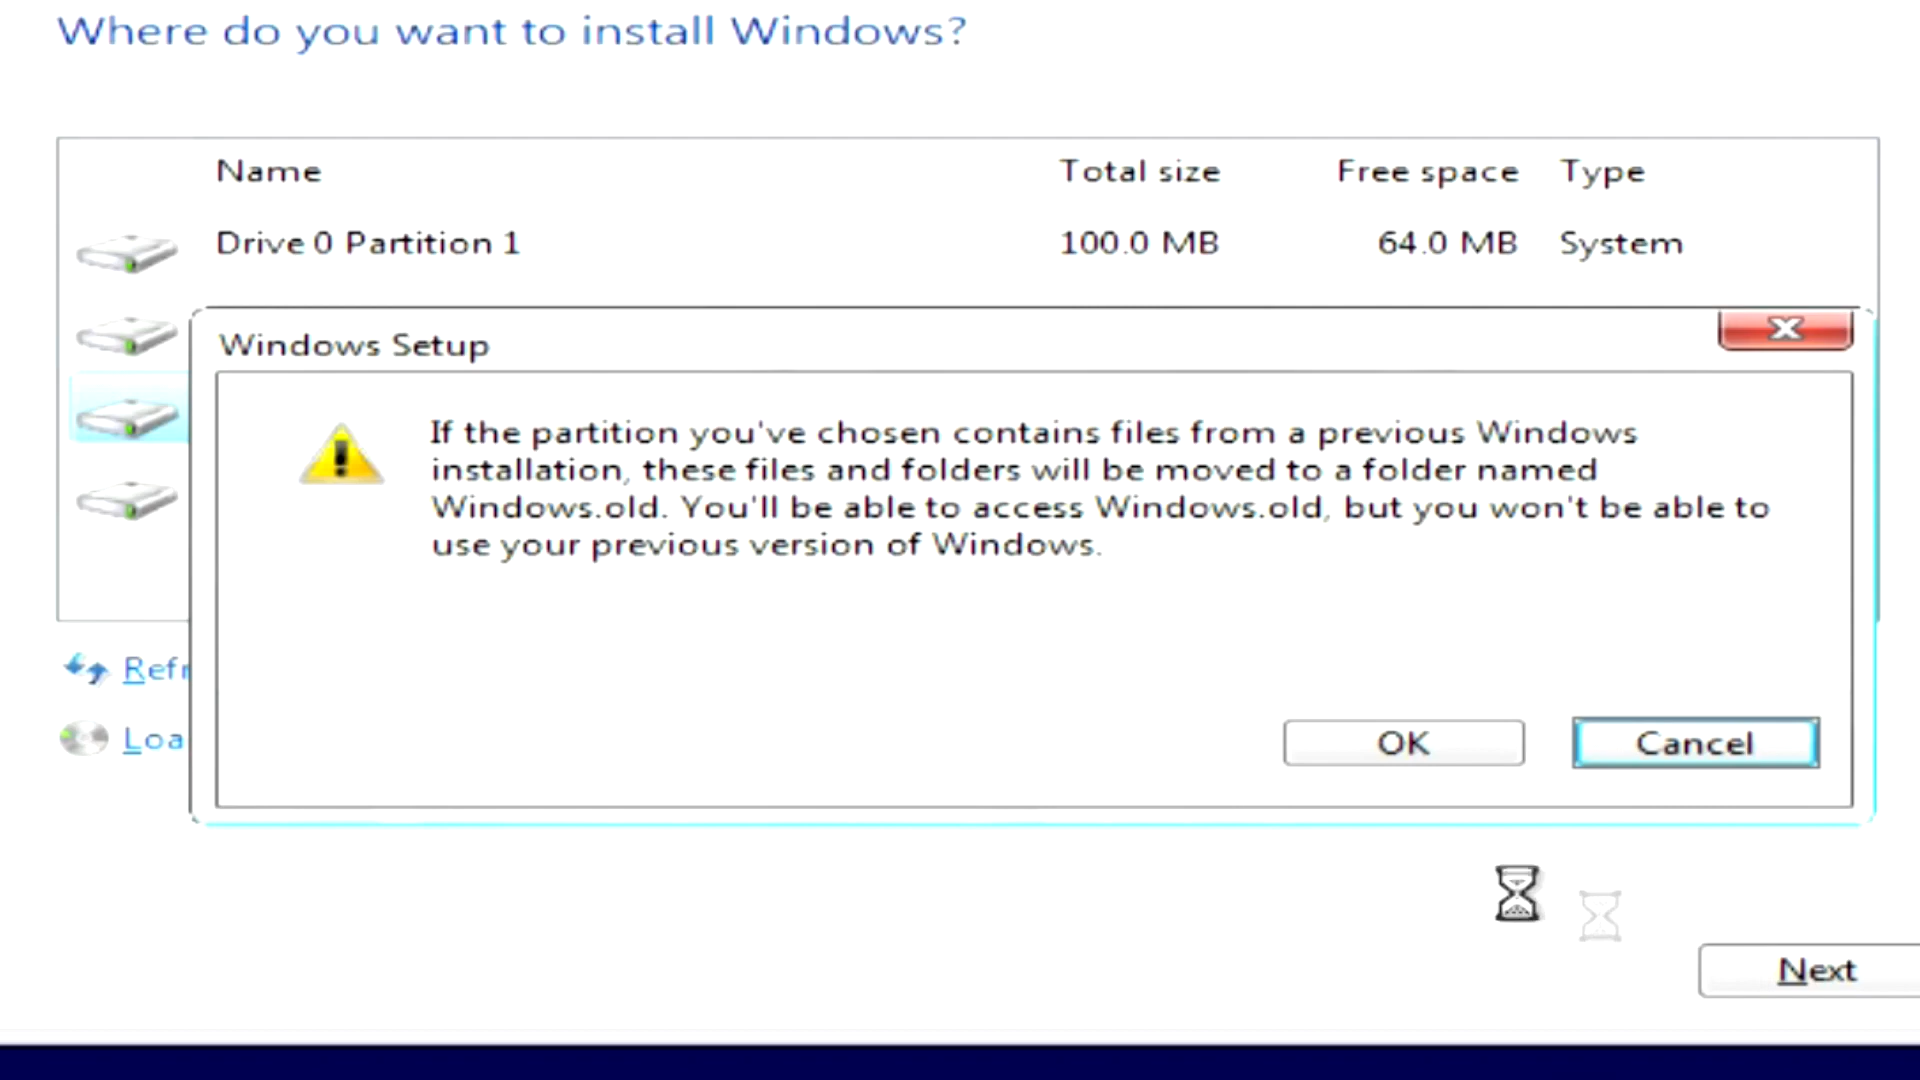 Where do you want to install Windows?
Name Total size Free space Type
Drive 0 Partition 1 100.0 MB 64.0 MB System
Windows Setup
If the partition you've chosen contains files from a previous Windows
installation, these files and folders will be moved to a folder named
Windows.old. You'll be able to access Windows.old, but you won't be able to
use your previous version of Windows.
Refr
Loa
OK Cancel
Next